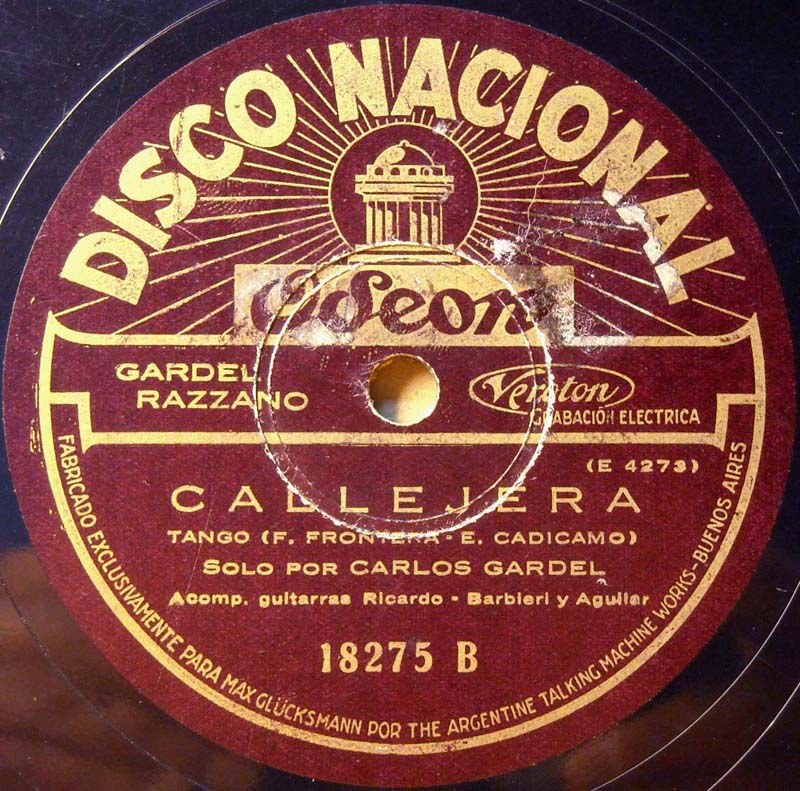 DISCO NACIONAL
Odeon
GARDEL
RAZZANO
Veroton
GRABACIÓN ELECTRICA
(E 4273)
CALLEJERA
TANGO (F. FRONTERA - E. CADICAMO)
SOLO POR CARLOS GARDEL
Acomp. guitarras Ricardo - Barbieri y Aguilar
18275 B
FABRICADO EXCLUSIVAMENTE PARA MAX GLÜCKSMANN POR THE ARGENTINE TALKING MACHINE WORKS-BUENOS AIRES